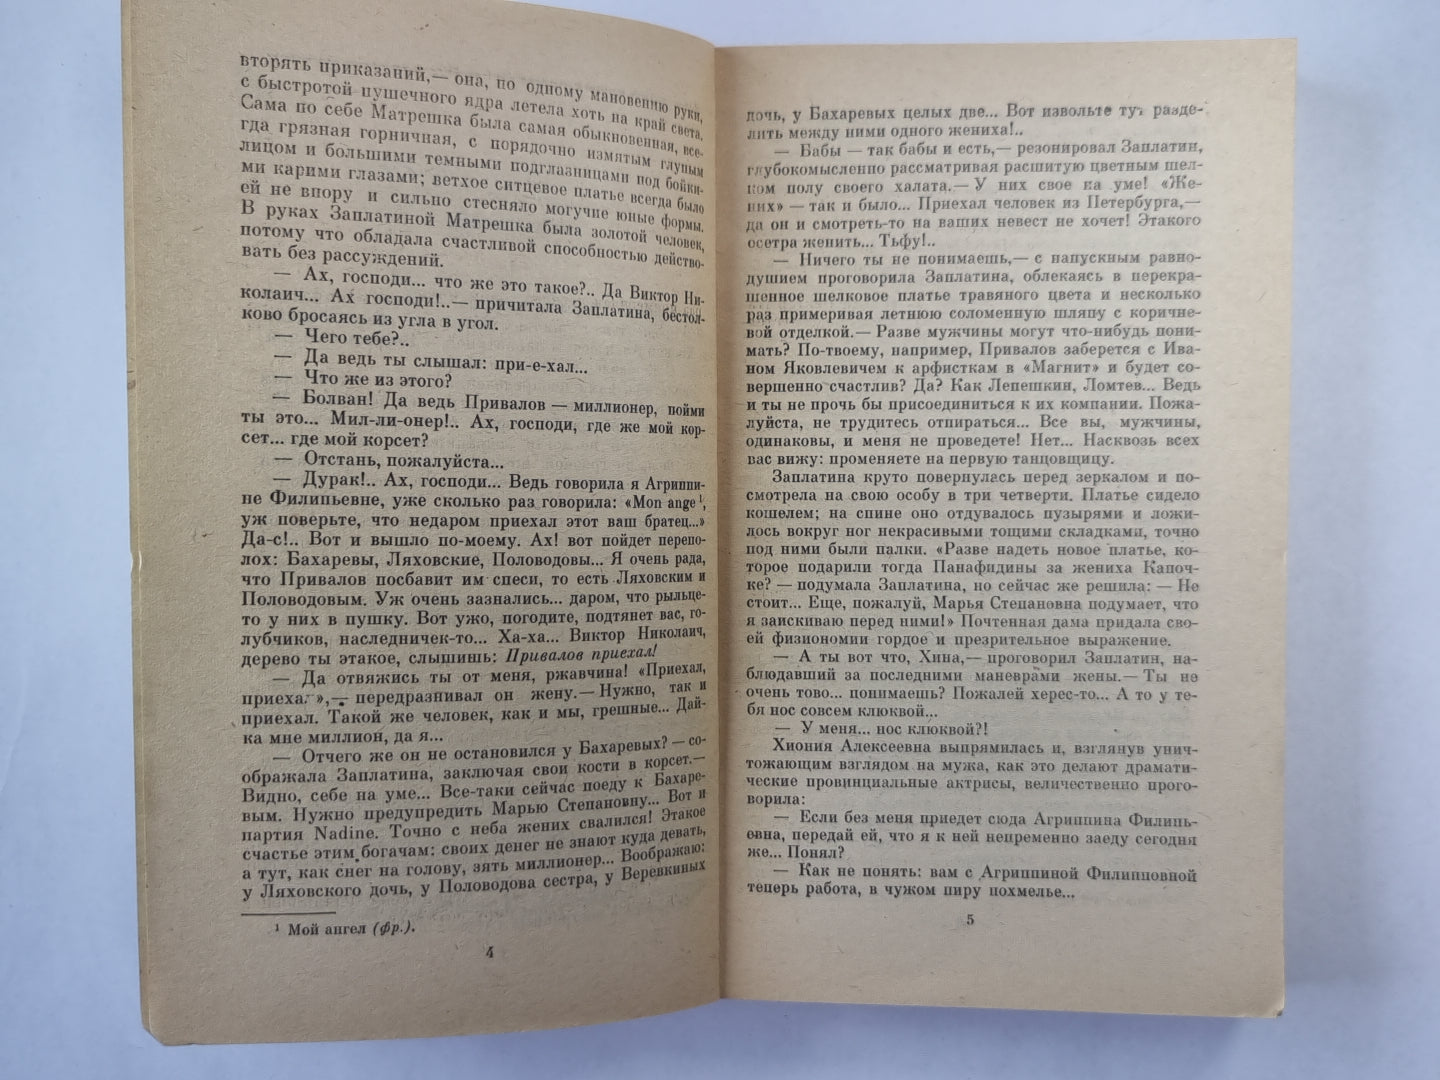 вторять приказаний,— она, по одному мановению руки,
с быстротой пушечного ядра летела хоть на край света.
Сама по себе Матрешка была самая обыкновенная, все-
гда грязная горничная, с порядочно измятым глупым
лицом и большими темными подглазницами под бойки-
ми карими глазами; ветхое ситцевое платье всегда было
ей не впору и сильно стесняло могучие юные формы.
В руках Заплатиной Матрешка была золотой человек,
потому что обладала счастливой способностью действо-
вать без рассуждений.
— Ах, господи... что же это такое?.. Да Виктор Ни-
колаич... Ах господи!..— причитала Заплатина, бестол-
ково бросаясь из угла в угол.
— Чего тебе?..
— Да ведь ты слышал: при-е-хал...
— Что же из этого?
— Болван! Да ведь Привалов — миллионер, пойми
ты это... Мил-ли-онер!.. Ах, господи, где же мой кор-
сет... где мой корсет?
— Отстань, пожалуйста...
— Дурак!.. Ах, господи... Ведь говорила я Агриппи-
не Филипьевне, уже сколько раз говорила: «Mon ange¹,
уж поверьте, что недаром приехал этот ваш братец...»
Да-с!.. Вот и вышло по-моему. Ах! вот пойдет перепо-
лох: Бахаревы, Ляховские, Половодовы... Я очень рада,
что Привалов посбавит им спеси, то есть Ляховским и
Половодовым. Уж очень зазнались... даром, что рыльце-
то у них в пушку. Вот ужо, погодите, подтянет вас, го-
лубчиков, наследничек-то... Ха-ха... Виктор Николаич,
дерево ты этакое, слышишь: Привалов приехал!
— Да отвяжись ты от меня, ржавчина! «Приехал,
приехал»,— передразнивал он жену.— Нужно, так и
приехал. Такой же человек, как и мы, грешные... Дай-
ка мне миллион, да я...
— Отчего же он не остановился у Бахаревых? — со-
ображала Заплатина, заключая свои кости в корсет.—
Видно, себе на уме... Все-таки сейчас поеду к Бахаре-
вым. Нужно предупредить Марью Степановну... Вот и
партия Nadine. Точно с неба жених свалился! Этакое
счастье этим богачам: своих денег не знают куда девать,
а тут, как снег на голову, зять миллионер... Воображаю:
у Ляховского дочь, у Половодова сестра, у Веревкиных
¹ Мой ангел (фр.).
4
дочь, у Бахаревых целых две... Вот извольте тут разде-
лить между ними одного жениха!..
— Бабы — так бабы и есть,— резонировал Заплатин,
глубокомысленно рассматривая расшитую цветным шел-
ком полу своего халата.— У них свое на уме! «Же-
них» — так и было... Приехал человек из Петербурга,—
да он и смотреть-то на ваших невест не хочет! Этакого
осетра женить... Тьфу!..
— Ничего ты не понимаешь,— с напускным равно-
душием проговорила Заплатина, облекаясь в перекра-
шенное шелковое платье травяного цвета и несколько
раз примеривая летнюю соломенную шляпу с коричне-
вой отделкой.— Разве мужчины могут что-нибудь пони-
мать? По-твоему, например, Привалов заберется с Ива-
ном Яковлевичем к арфисткам в «Магнит» и будет со-
вершенно счастлив? Да? Как Лепешкин, Ломтев... Ведь
и ты не прочь бы присоединиться к их компании. Пожа-
луйста, не трудитесь отпираться... Все вы, мужчины,
одинаковы, и меня не проведете! Нет... Насквозь всех
вас вижу: променяете на первую танцовщицу.
Заплатина круто повернулась перед зеркалом и по-
смотрела на свою особу в три четверти. Платье сидело
кошелем; на спине оно отдувалось пузырями и ложи-
лось вокруг ног некрасивыми тощими складками, точно
под ними были палки. «Разве надеть новое платье, ко-
торое подарили тогда Панафидины за жениха Капоч-
ке? — подумала Заплатина, но сейчас же решила: — Не
стоит... Еще, пожалуй, Марья Степановна подумает, что
я заискиваю перед ними!» Почтенная дама придала сво-
ей физиономии гордое и презрительное выражение.
— А ты вот что, Хина,— проговорил Заплатин, на-
блюдавший за последними маневрами жены.— Ты не
очень тово... понимаешь? Пожалей херес-то... А то у те-
бя нос совсем клюквой...
— У меня... нос клюквой?!
Хиония Алексеевна выпрямилась и, взглянув унич-
тожающим взглядом на мужа, как это делают драмати-
ческие провинциальные актрисы, величественно прого-
ворила:
— Если без меня приедет сюда Агриппина Филипь-
евна, передай ей, что я к ней непременно заеду сегодня
же... Понял?
— Как не понять: вам с Агриппиной Филипповной
теперь работа, в чужом пиру похмелье...
5